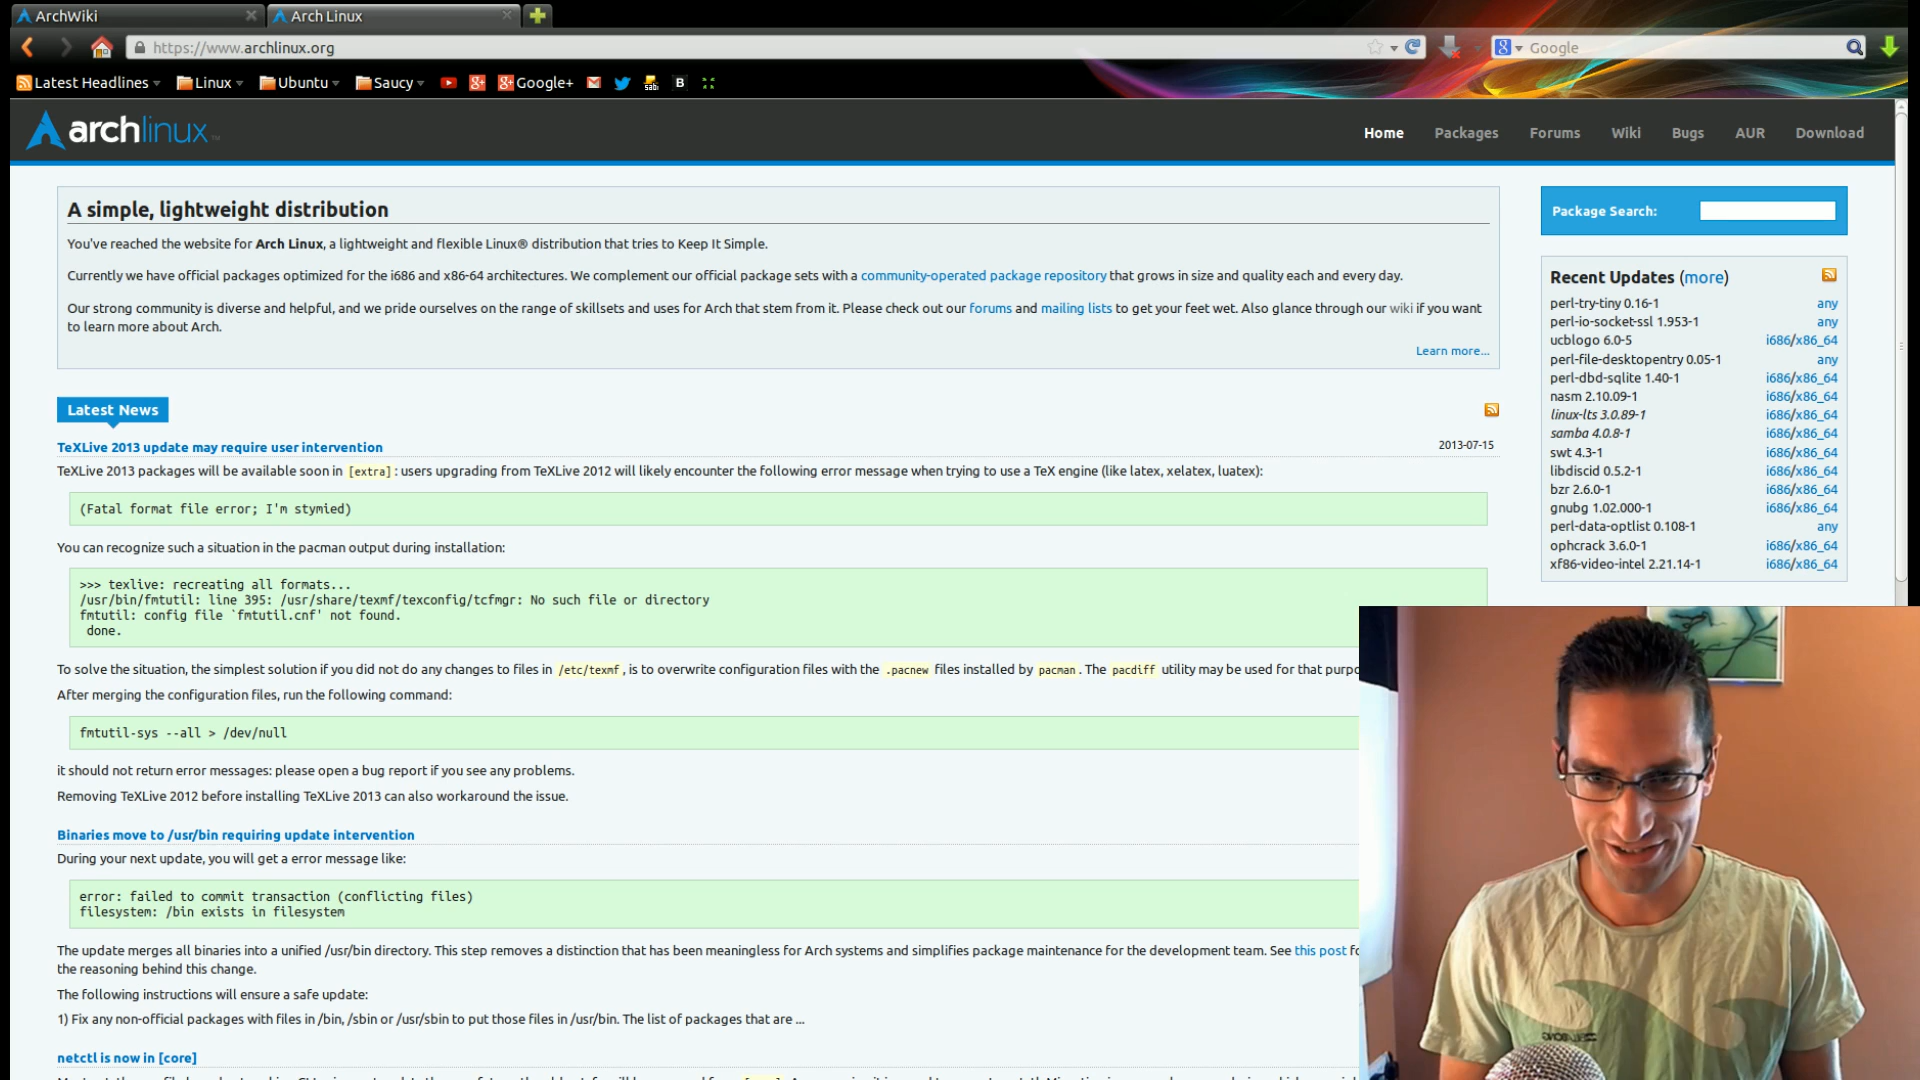 ArchWiki
Arch Linux
https://www.archlinux.org
Google
Latest Headlines
Linux
Ubuntu
Saucy
Google+
archlinux
Home
Packages
Forums
Wiki
Bugs
AUR
Download
A simple, lightweight distribution
You've reached the website for Arch Linux, a lightweight and flexible Linux® distribution that tries to Keep It Simple.
Currently we have official packages optimized for the i686 and x86-64 architectures. We complement our official package sets with a community-operated package repository that grows in size and quality each and every day.
Our strong community is diverse and helpful, and we pride ourselves on the range of skillsets and uses for Arch that stem from it. Please check out our forums and mailing lists to get your feet wet. Also glance through our wiki if you want
to learn more about Arch.
Learn more...
Latest News
TeXLive 2013 update may require user intervention
2013-07-15
TeXLive 2013 packages will be available soon in [extra]: users upgrading from TeXLive 2012 will likely encounter the following error message when trying to use a TeX engine (like latex, xelatex, luatex):
(Fatal format file error; I'm stymied)
You can recognize such a situation in the pacman output during installation:
>>> texlive: recreating all formats...
/usr/bin/fmtutil: line 395: /usr/share/texmf/texconfig/tcfmgr: No such file or directory
fmtutil: config file `fmtutil.cnf' not found.
done.
To solve the situation, the simplest solution if you did not do any changes to files in /etc/texmf, is to overwrite configuration files with the .pacnew files installed by pacman. The pacdiff utility may be used for that purpo
After merging the configuration files, run the following command:
fmtutil-sys --all > /dev/null
it should not return error messages: please open a bug report if you see any problems.
Removing TeXLive 2012 before installing TeXLive 2013 can also workaround the issue.
Binaries move to /usr/bin requiring update intervention
During your next update, you will get a error message like:
error: failed to commit transaction (conflicting files)
filesystem: /bin exists in filesystem
The update merges all binaries into a unified /usr/bin directory. This step removes a distinction that has been meaningless for Arch systems and simplifies package maintenance for the development team. See this post fo
the reasoning behind this change.
The following instructions will ensure a safe update:
1) Fix any non-official packages with files in /bin, /sbin or /usr/sbin to put those files in /usr/bin. The list of packages that are ...
netctl is now in [core]
Package Search:
Recent Updates (more)
perl-try-tiny 0.16-1 any
perl-io-socket-ssl 1.953-1 any
ucblogo 6.0-5 i686/x86_64
perl-file-desktopentry 0.05-1 any
perl-dbd-sqlite 1.40-1 i686/x86_64
nasm 2.10.09-1 i686/x86_64
linux-lts 3.0.89-1 i686/x86_64
samba 4.0.8-1 i686/x86_64
swt 4.3-1 i686/x86_64
libdiscid 0.5.2-1 i686/x86_64
bzr 2.6.0-1 i686/x86_64
gnubg 1.02.000-1 i686/x86_64
perl-data-optlist 0.108-1 any
ophcrack 3.6.0-1 i686/x86_64
xf86-video-intel 2.21.14-1 i686/x86_64